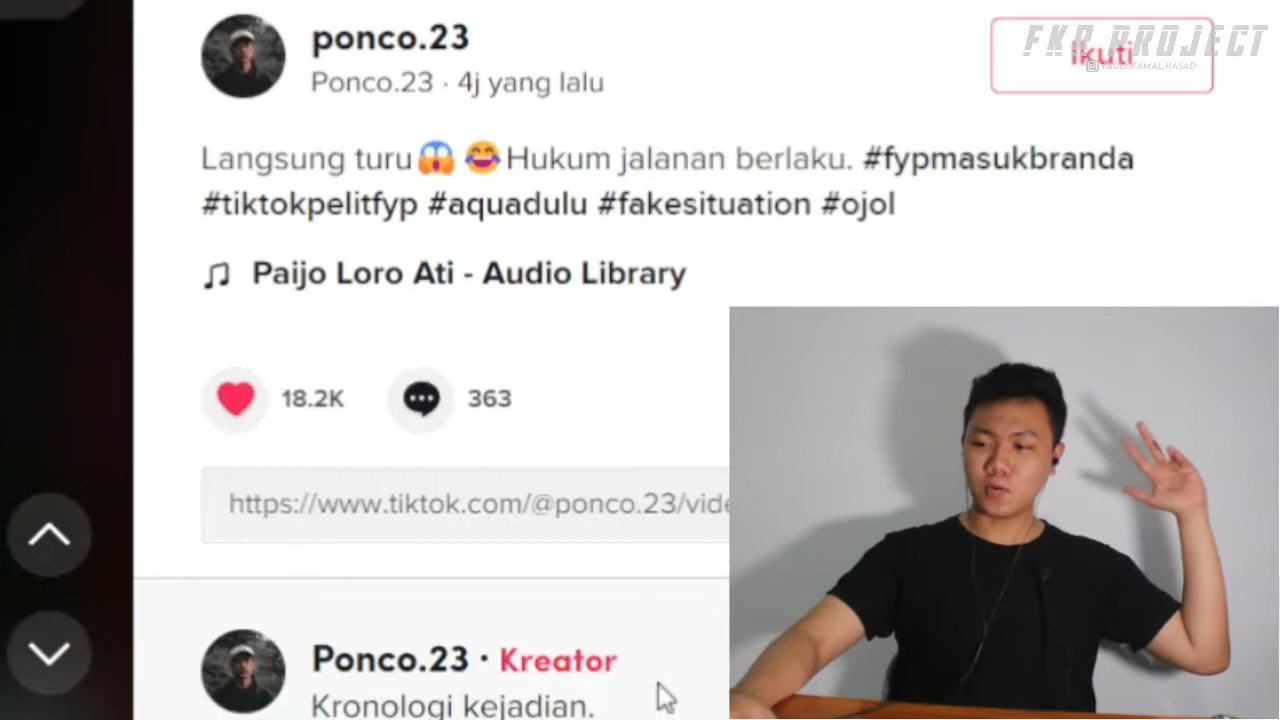 ponco.23
Ponco.23 · 4j yang lalu
Ikuti
FKR PROJECT
Langsung turu😱 😂Hukum jalanan berlaku. #fypmasukbranda
#tiktokpelitfyp #aquadulu #fakesituation #ojol
Paijo Loro Ati - Audio Library
18.2K
363
https://www.tiktok.com/@ponco.23/vide
Ponco.23 · Kreator
Kronologi kejadian.